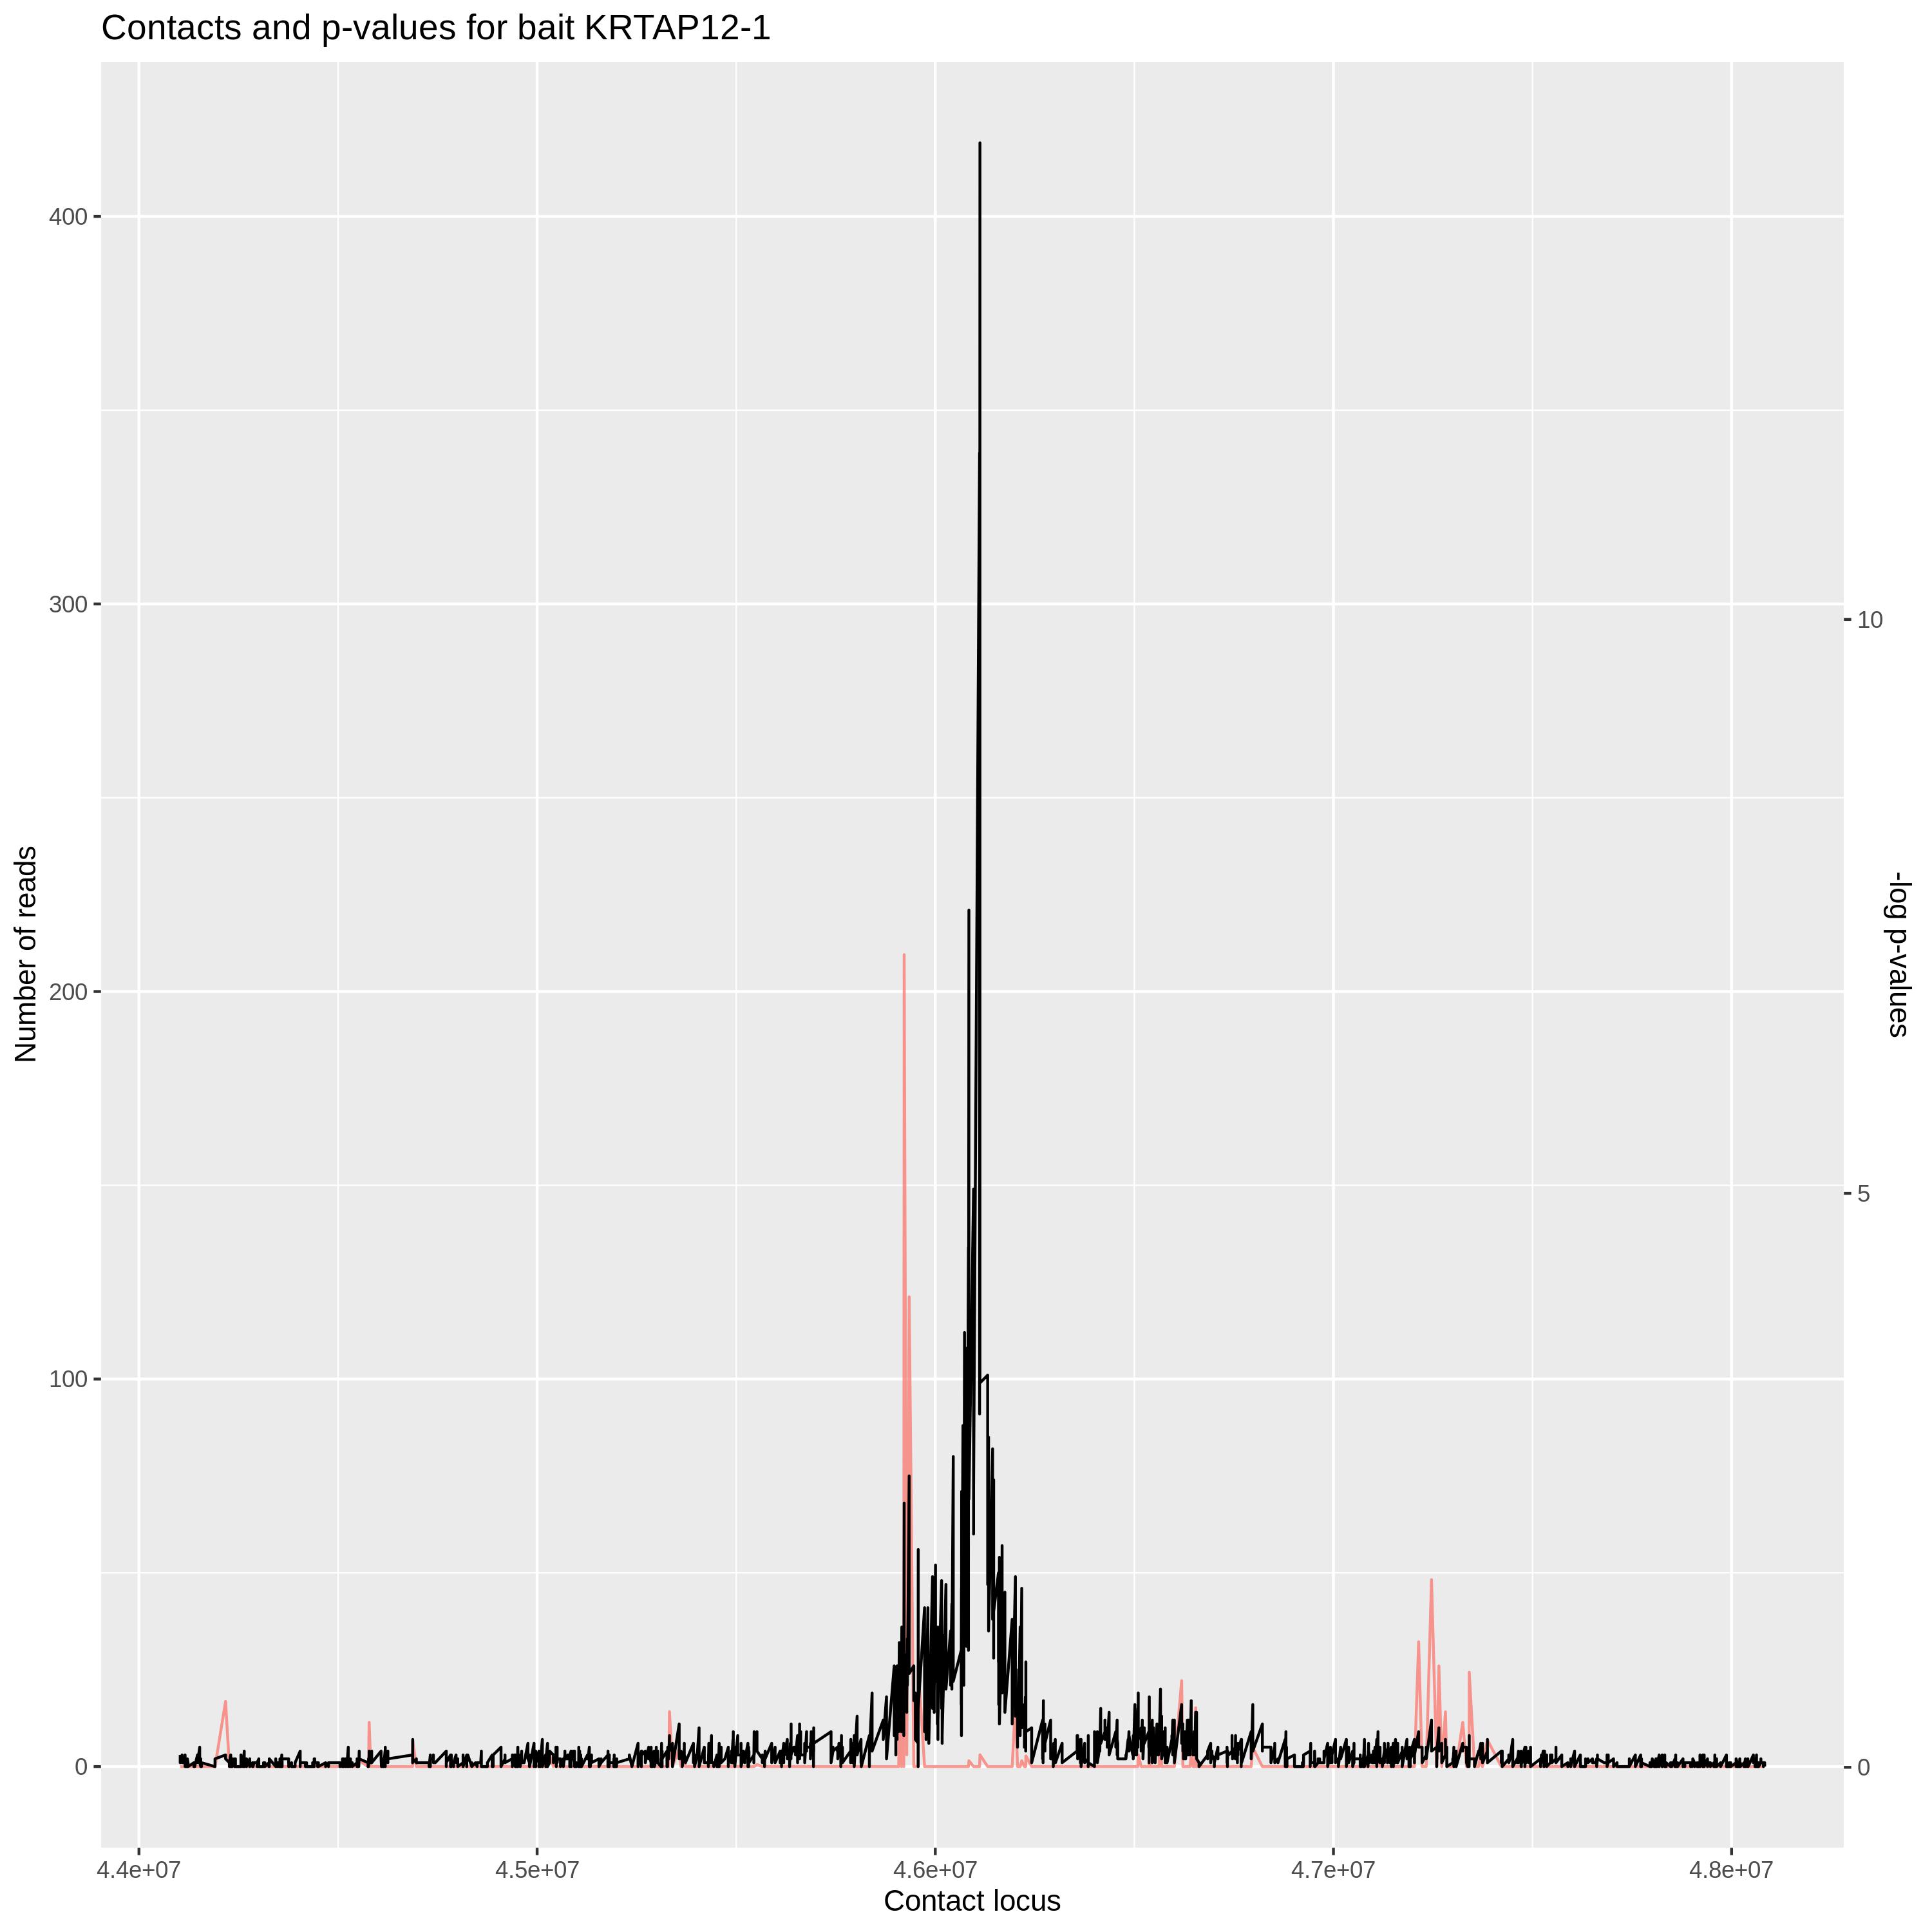 Contacts and p-values for bait KRTAP12-1
400
300
200
100
0
Number of reads
10
5
0
-log p-values
4.4e+07
4.5e+07
4.6e+07
4.7e+07
4.8e+07
Contact locus